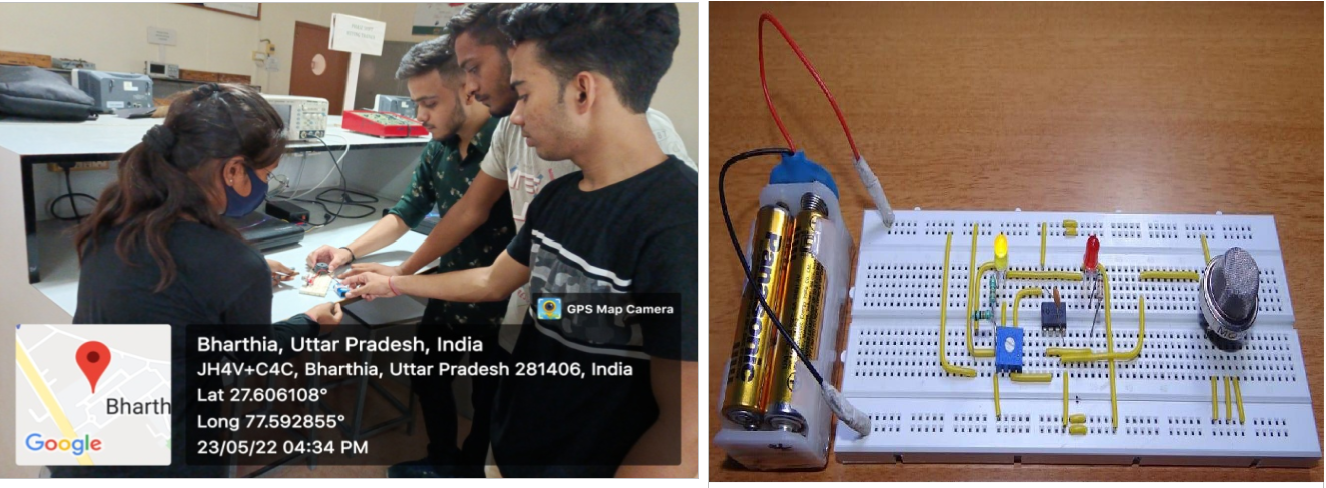 GPS Map Camera
Bharthia, Uttar Pradesh, India
JH4V+C4C, Bharthia, Uttar Pradesh 281406, India
Lat 27.606108°
Long 77.592855°
23/05/22 04:34 PM
Bharth
Google
Panasonic